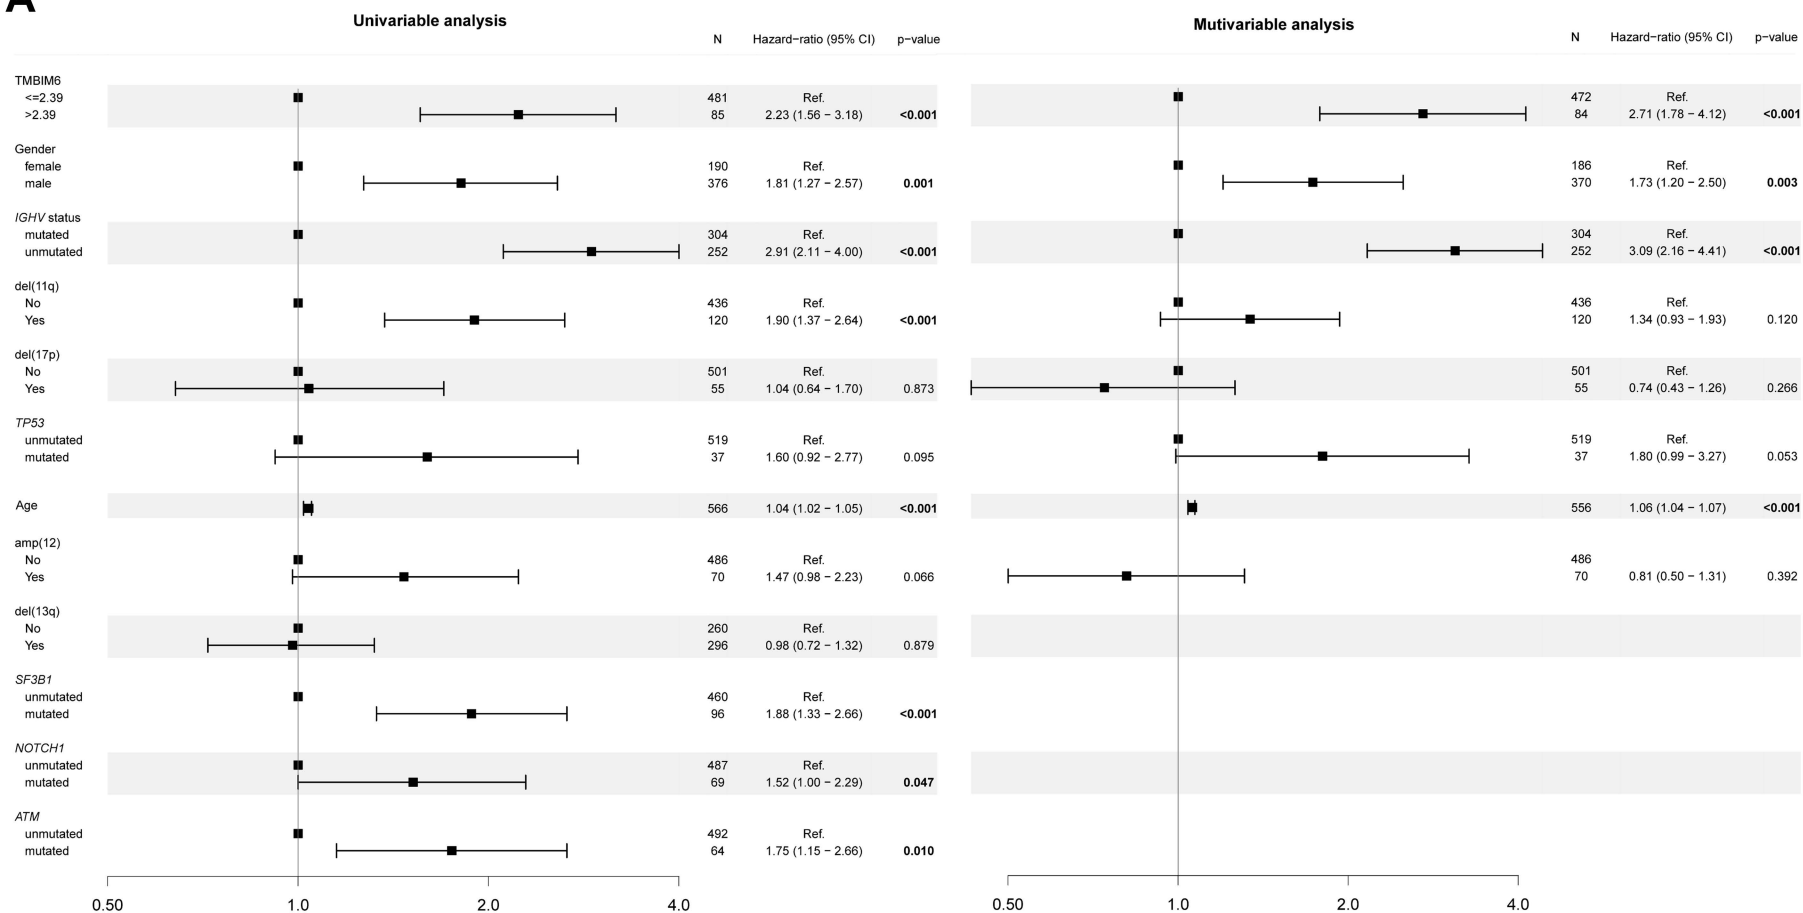 A
Univariable analysis
Mutivariable analysis
N Hazard−ratio (95% CI) p−value N Hazard−ratio (95% CI) p−value
TMBIM6
<=2.39 481 Ref. 472 Ref.
>2.39 85 2.23 (1.56 − 3.18) <0.001 84 2.71 (1.78 − 4.12) <0.001
Gender
female 190 Ref. 186 Ref.
male 376 1.81 (1.27 − 2.57) 0.001 370 1.73 (1.20 − 2.50) 0.003
IGHV status
mutated 304 Ref. 304 Ref.
unmutated 252 2.91 (2.11 − 4.00) <0.001 252 3.09 (2.16 − 4.41) <0.001
del(11q)
No 436 Ref. 436 Ref.
Yes 120 1.90 (1.37 − 2.64) <0.001 120 1.34 (0.93 − 1.93) 0.120
del(17p)
No 501 Ref. 501 Ref.
Yes 55 1.04 (0.64 − 1.70) 0.873 55 0.74 (0.43 − 1.26) 0.266
TP53
unmutated 519 Ref. 519 Ref.
mutated 37 1.60 (0.92 − 2.77) 0.095 37 1.80 (0.99 − 3.27) 0.053
Age 566 1.04 (1.02 − 1.05) <0.001 556 1.06 (1.04 − 1.07) <0.001
amp(12)
No 486 Ref. 486
Yes 70 1.47 (0.98 − 2.23) 0.066 70 0.81 (0.50 − 1.31) 0.392
del(13q)
No 260 Ref.
Yes 296 0.98 (0.72 − 1.32) 0.879
SF3B1
unmutated 460 Ref.
mutated 96 1.88 (1.33 − 2.66) <0.001
NOTCH1
unmutated 487 Ref.
mutated 69 1.52 (1.00 − 2.29) 0.047
ATM
unmutated 492 Ref.
mutated 64 1.75 (1.15 − 2.66) 0.010
0.50 1.0 2.0 4.0 0.50 1.0 2.0 4.0